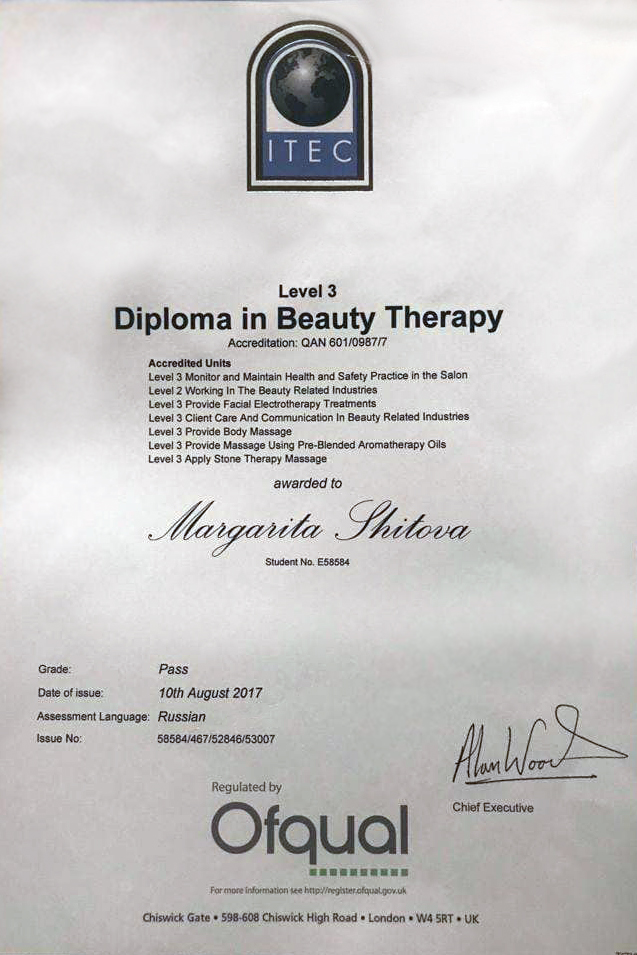 ITEC
Level 3
Diploma in Beauty Therapy
Accreditation: QAN 601/0987/7
Accredited Units
Level 3 Monitor and Maintain Health and Safety Practice in the Salon
Level 2 Working In The Beauty Related Industries
Level 3 Provide Facial Electrotherapy Treatments
Level 3 Client Care And Communication In Beauty Related Industries
Level 3 Provide Body Massage
Level 3 Provide Massage Using Pre-Blended Aromatherapy Oils
Level 3 Apply Stone Therapy Massage
awarded to
Margarita Shitova
Student No. E58584
Grade: Pass
Date of issue: 10th August 2017
Assessment Language: Russian
Issue No: 58584/467/52846/53007
Alan Wood
Chief Executive
Regulated by
Ofqual
For more information see http://register.ofqual.gov.uk
Chiswick Gate • 598-608 Chiswick High Road • London • W4 5RT • UK